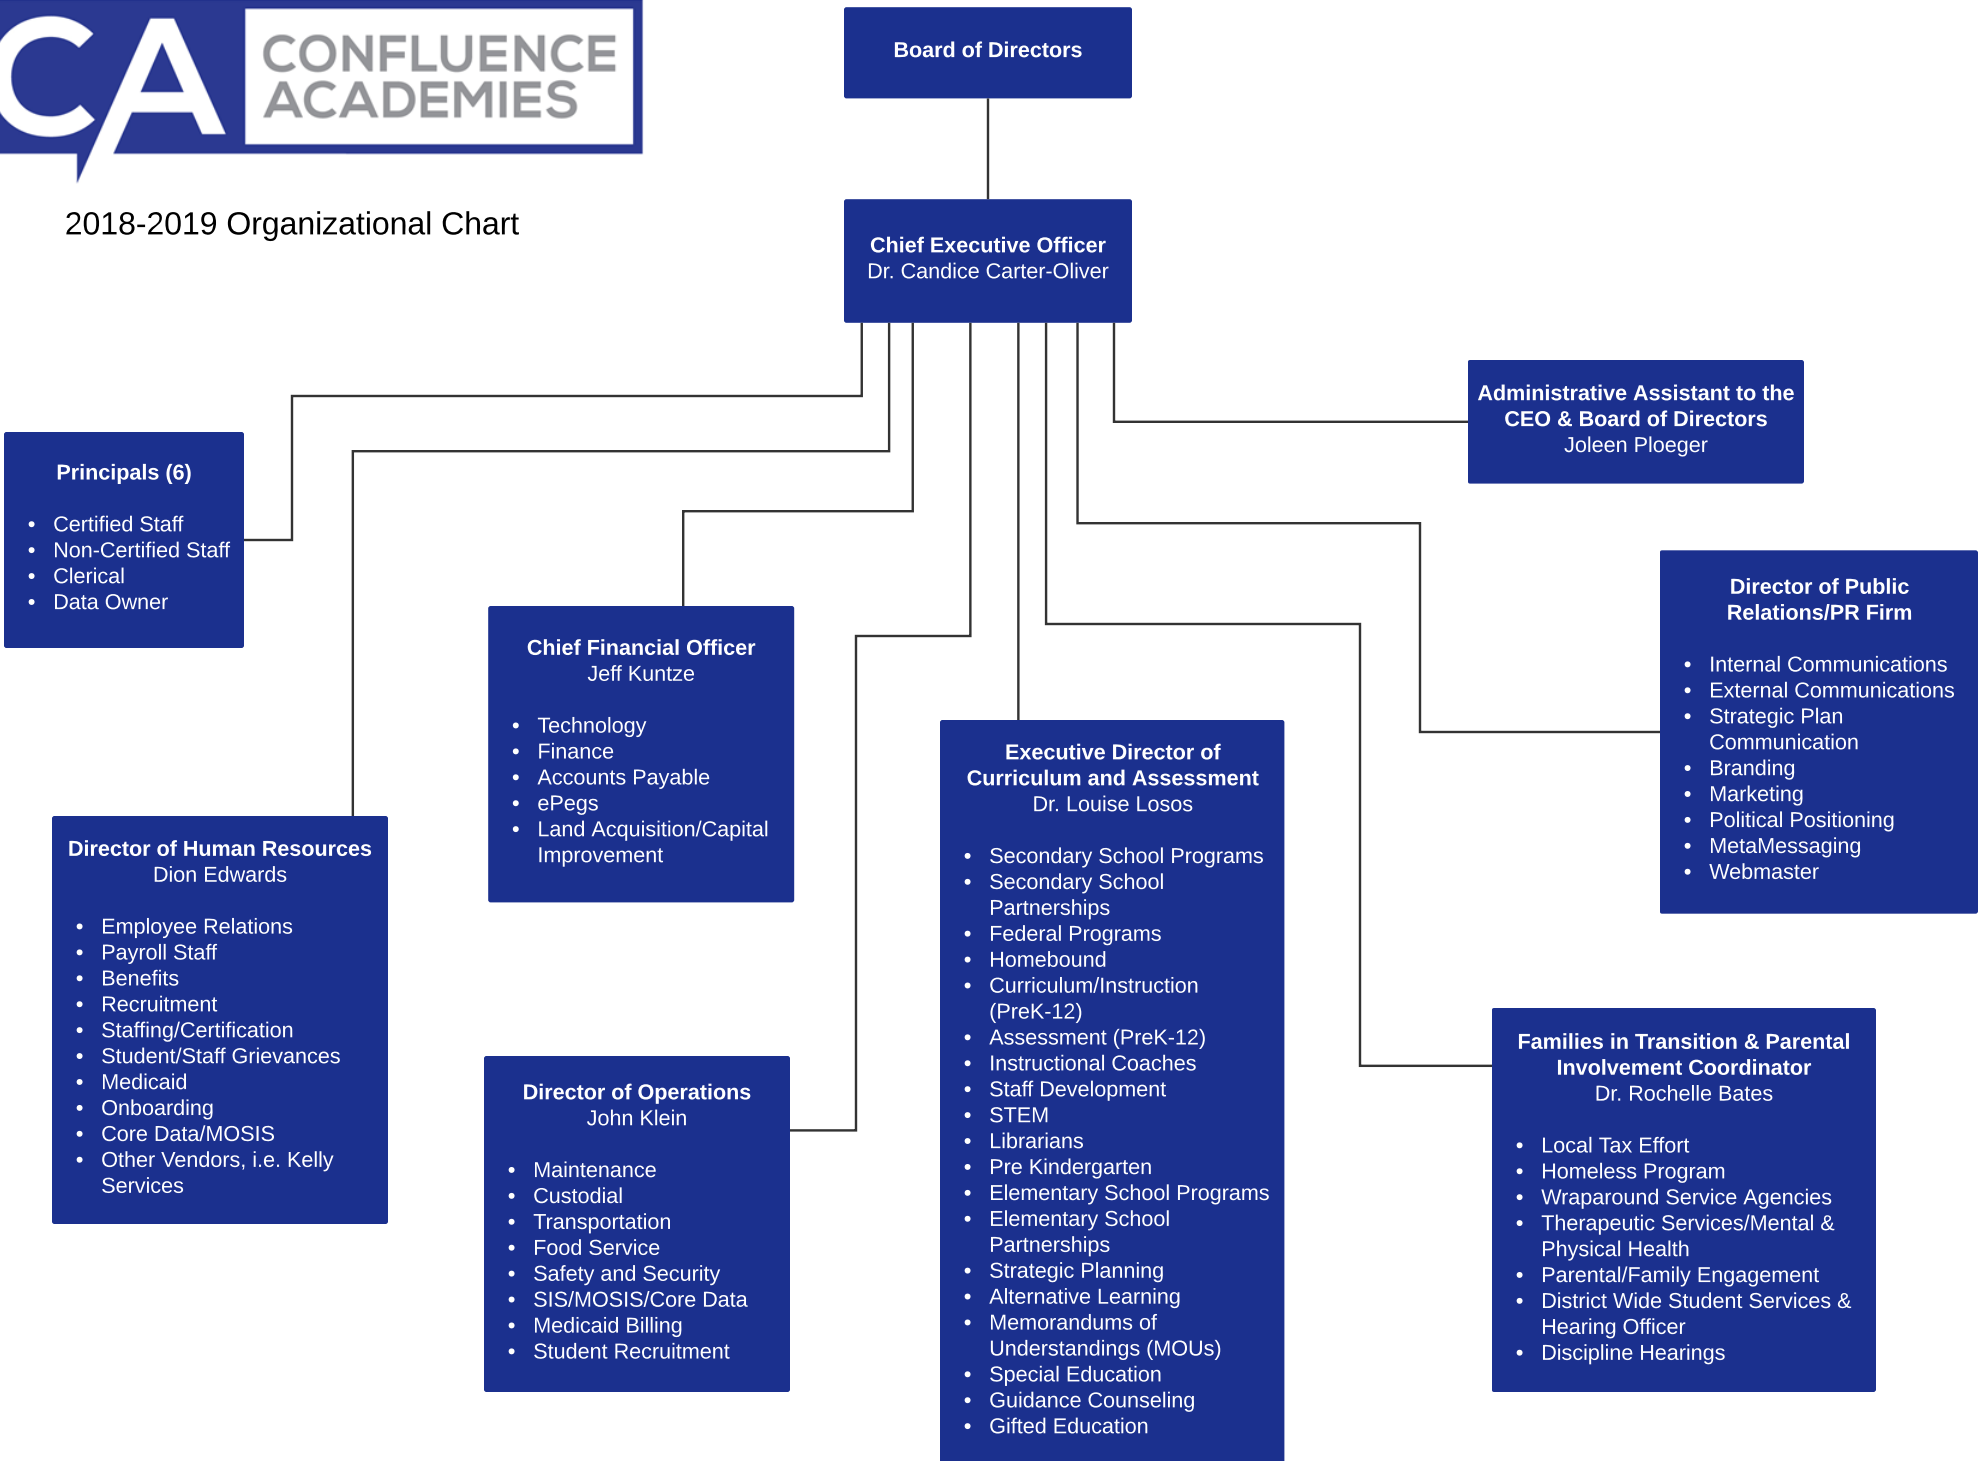 CA
CONFLUENCE
ACADEMIES
2018-2019 Organizational Chart
Board of Directors
Chief Executive Officer
Dr. Candice Carter-Oliver
Administrative Assistant to the
CEO & Board of Directors
Joleen Ploeger
Principals (6)
• Certified Staff
• Non-Certified Staff
• Clerical
• Data Owner
Director of Public
Relations/PR Firm
• Internal Communications
• External Communications
• Strategic Plan
Communication
• Branding
• Marketing
• Political Positioning
• MetaMessaging
• Webmaster
Chief Financial Officer
Jeff Kuntze
• Technology
• Finance
• Accounts Payable
• ePegs
• Land Acquisition/Capital
Improvement
Executive Director of
Curriculum and Assessment
Dr. Louise Losos
• Secondary School Programs
• Secondary School
Partnerships
• Federal Programs
• Homebound
• Curriculum/Instruction
(PreK-12)
• Assessment (PreK-12)
• Instructional Coaches
• Staff Development
• STEM
• Librarians
• Pre Kindergarten
• Elementary School Programs
• Elementary School
Partnerships
• Strategic Planning
• Alternative Learning
• Memorandums of
Understandings (MOUs)
• Special Education
• Guidance Counseling
• Gifted Education
Director of Human Resources
Dion Edwards
• Employee Relations
• Payroll Staff
• Benefits
• Recruitment
• Staffing/Certification
• Student/Staff Grievances
• Medicaid
• Onboarding
• Core Data/MOSIS
• Other Vendors, i.e. Kelly
Services
Director of Operations
John Klein
• Maintenance
• Custodial
• Transportation
• Food Service
• Safety and Security
• SIS/MOSIS/Core Data
• Medicaid Billing
• Student Recruitment
Families in Transition & Parental
Involvement Coordinator
Dr. Rochelle Bates
• Local Tax Effort
• Homeless Program
• Wraparound Service Agencies
• Therapeutic Services/Mental &
Physical Health
• Parental/Family Engagement
• District Wide Student Services &
Hearing Officer
• Discipline Hearings